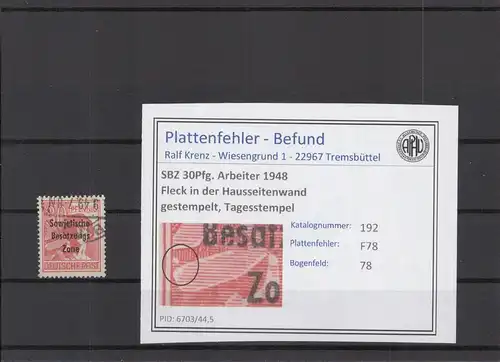 Plattenfehler - Befund
Ralf Krenz - Wiesengrund 1 - 22967 Tremsbüttel
SBZ 30Pfg. Arbeiter 1948
Fleck in der Hausseitenwand
gestempelt, Tagesstempel
Katalognummer: 192
Plattenfehler: F78
Bogenfeld: 78
Besat
Zo
PID: 6703/44,5
Sowjetische
Besatzungs
Zone
DEUTSCHE POST